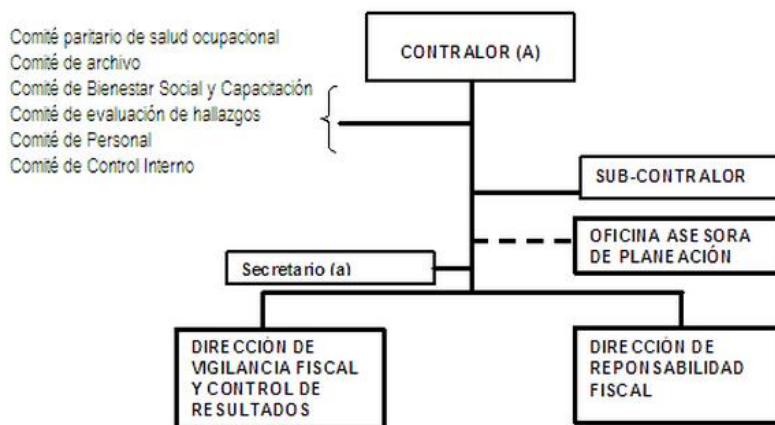 Comité paritario de salud ocupacional
Comité de archivo
Comité de Bienestar Social y Capacitación
Comité de evaluación de hallazgos
Comité de Personal
Comité de Control Interno
CONTRALOR (A)
SUB-CONTRALOR
OFICINA ASESORA
DE PLANEACIÓN
Secretario (a)
DIRECCIÓN DE
VIGILANCIA FISCAL
Y CONTROL DE
RESULTADOS
DIRECCIÓN DE
REPONSABILIDAD
FISCAL